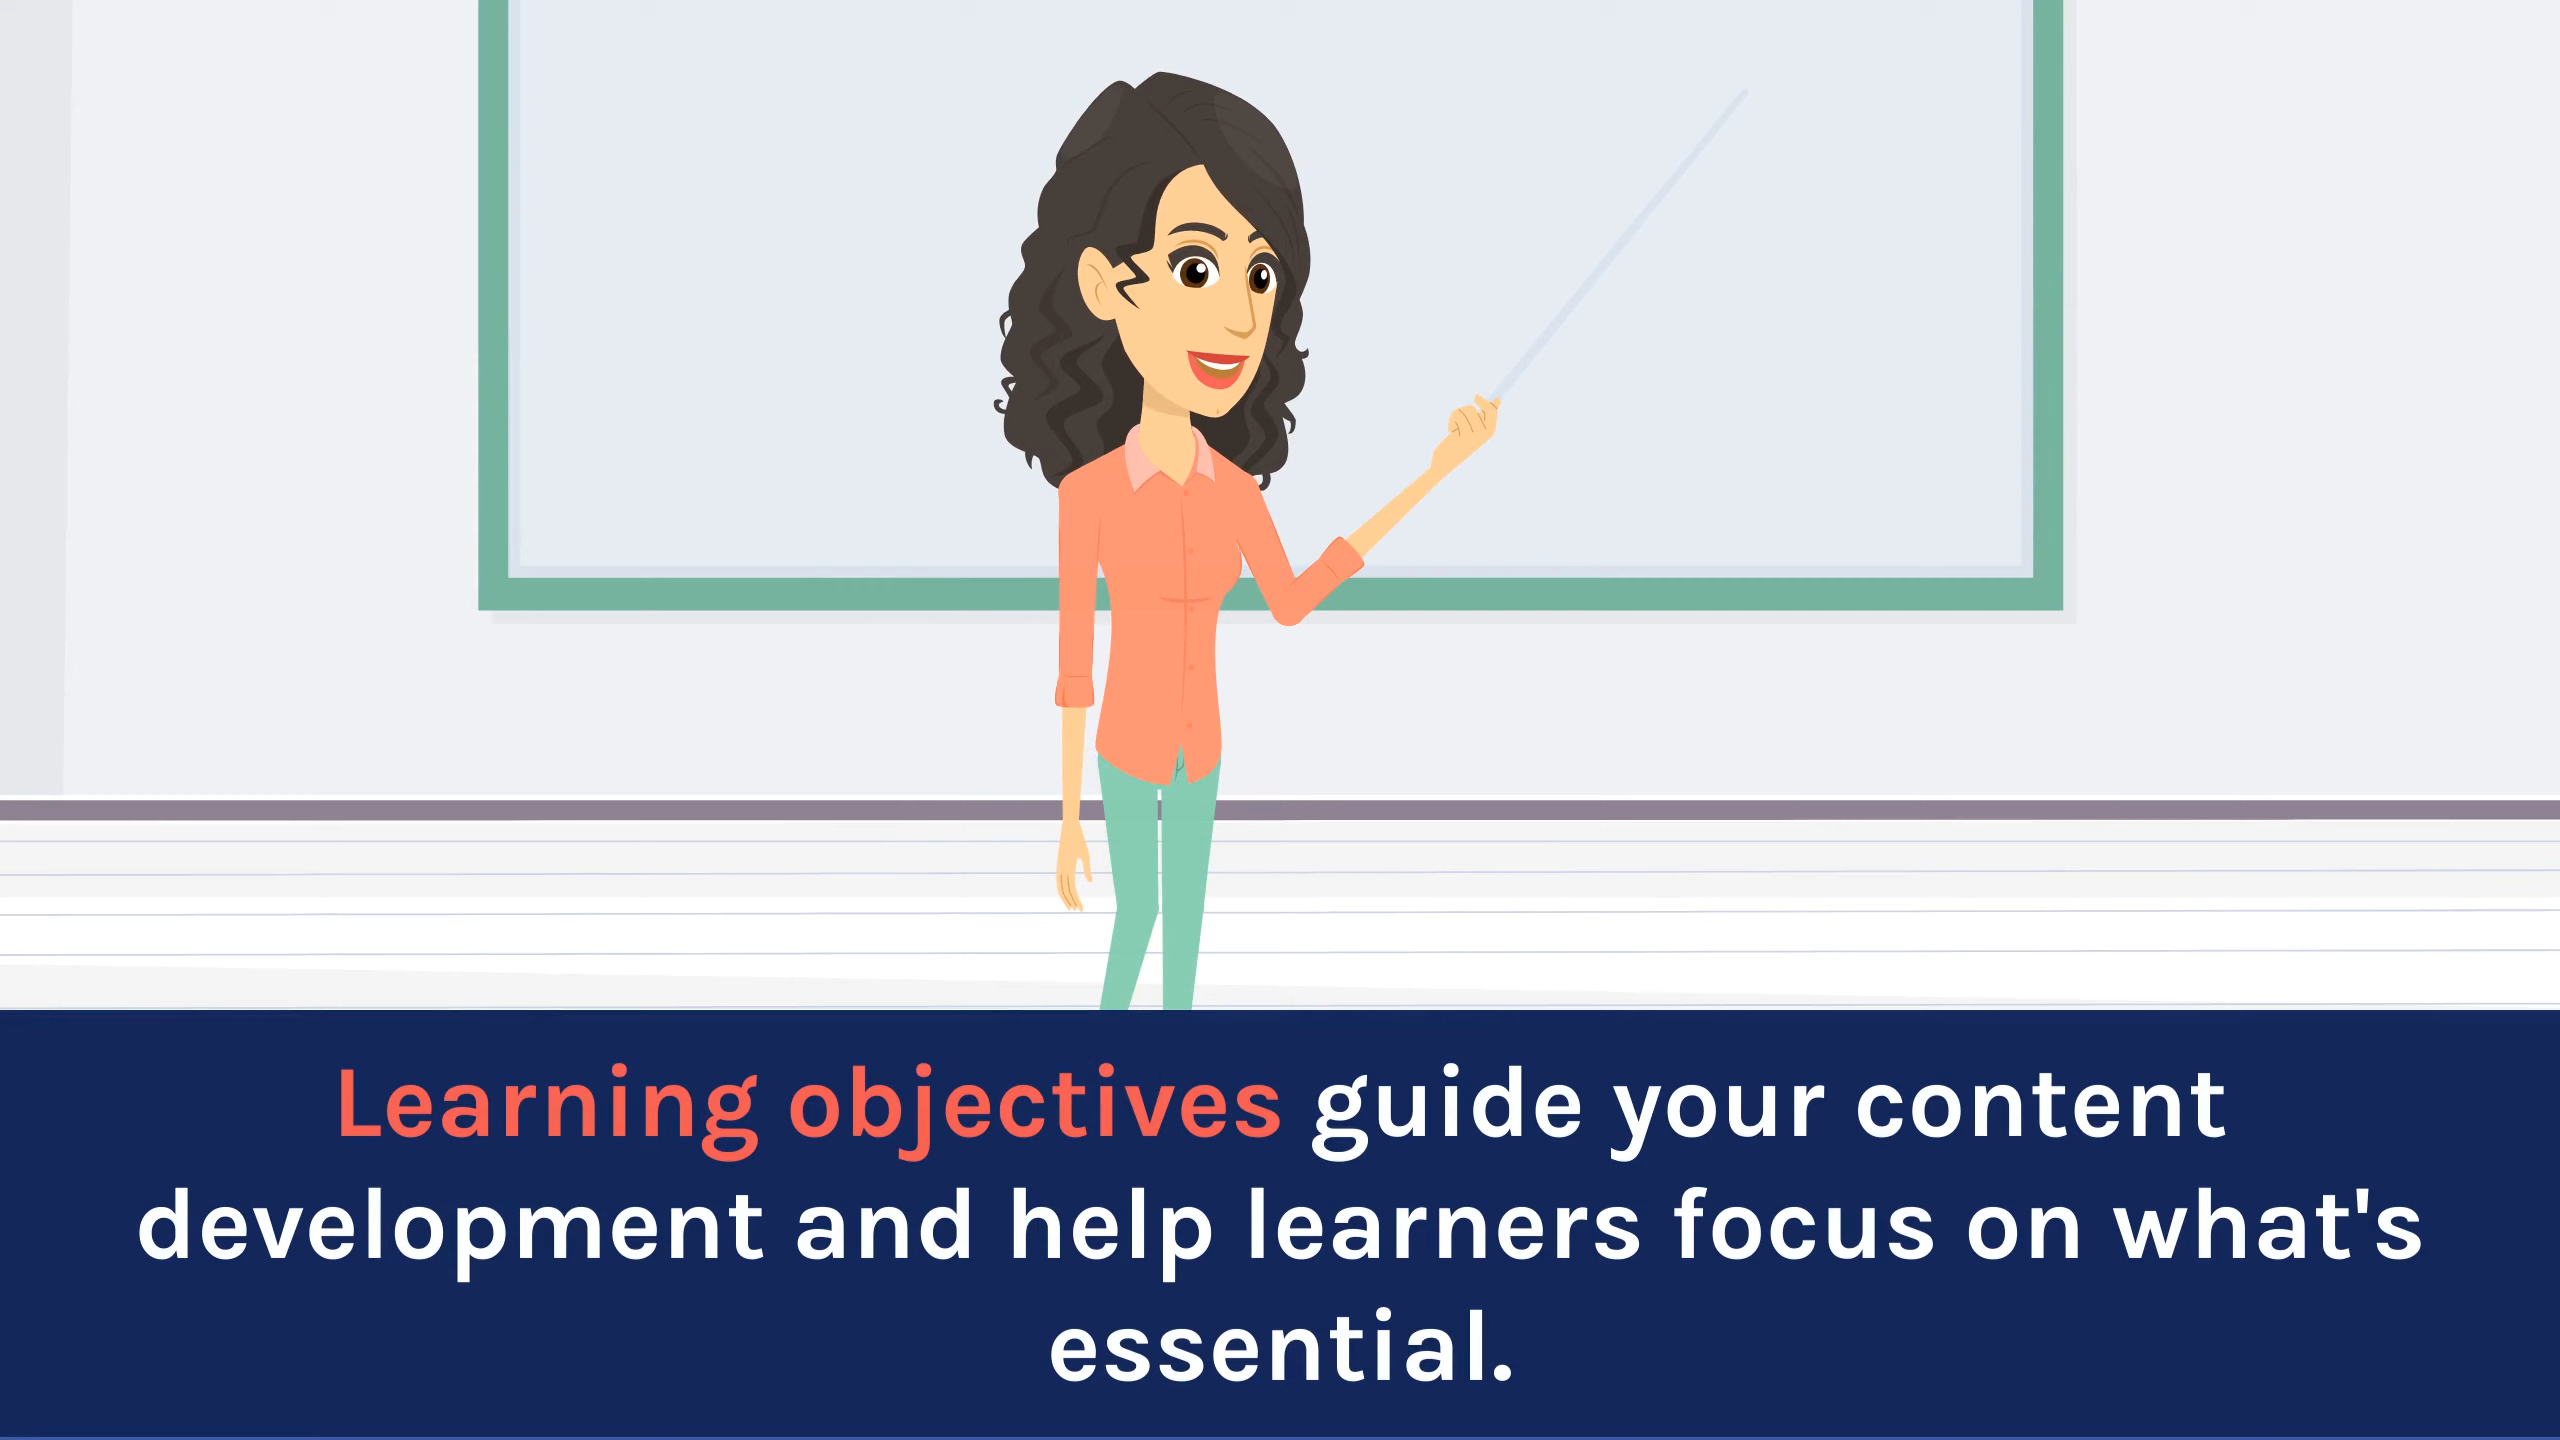 Learning objectives guide your content
development and help learners focus on what's
essential.